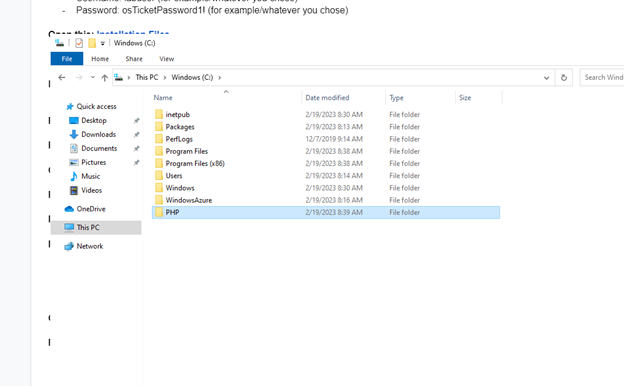 - Password: osTicketPassword1! (for example/whatever you chose)
Windows (C:)
File Home Share View
This PC > Windows (C:) > Search Wind
Name Date modified Type Size
Quick access
Desktop
Downloads
Documents
Pictures
Music
Videos
OneDrive
This PC
Network
inetpub 2/19/2023 8:30 AM File folder
Packages 2/19/2023 8:13 AM File folder
PerfLogs 12/7/2019 9:14 AM File folder
Program Files 2/19/2023 8:38 AM File folder
Program Files (x86) 2/19/2023 8:38 AM File folder
Users 2/19/2023 8:14 AM File folder
Windows 2/19/2023 8:30 AM File folder
WindowsAzure 2/19/2023 8:16 AM File folder
PHP 2/19/2023 8:39 AM File folder